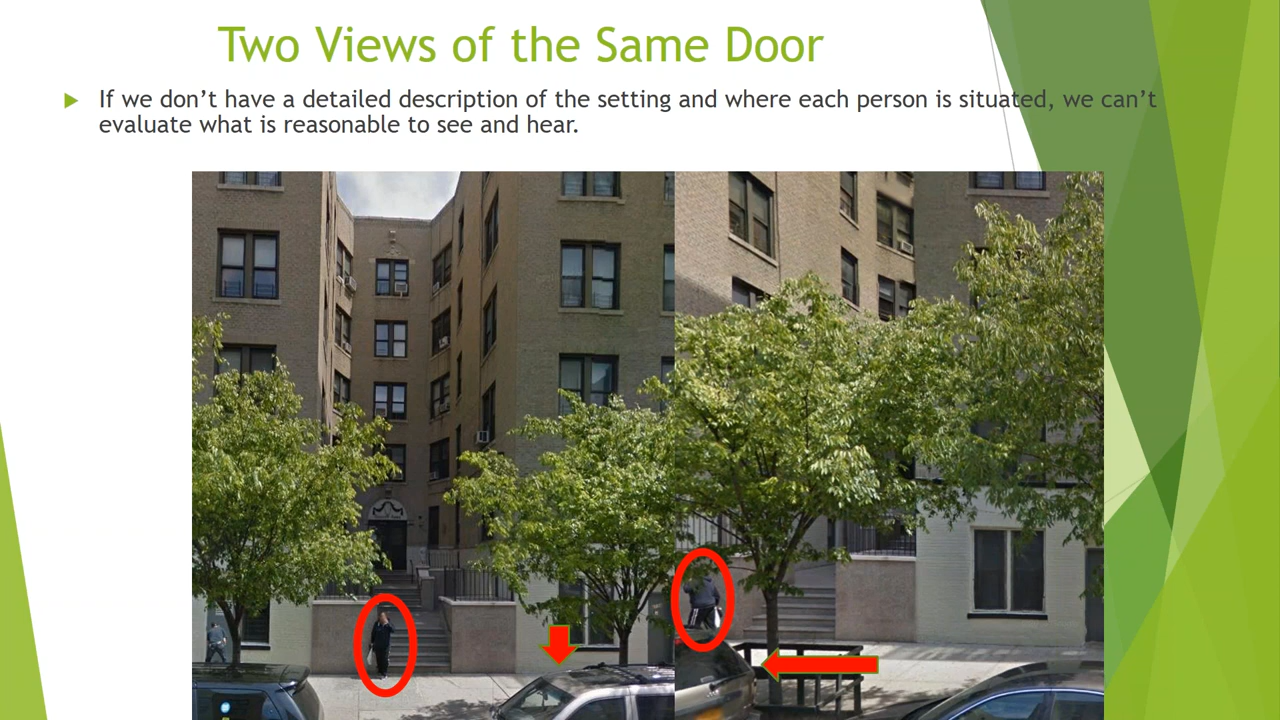 Two Views of the Same Door
If we don’t have a detailed description of the setting and where each person is situated, we can’t
evaluate what is reasonable to see and hear.